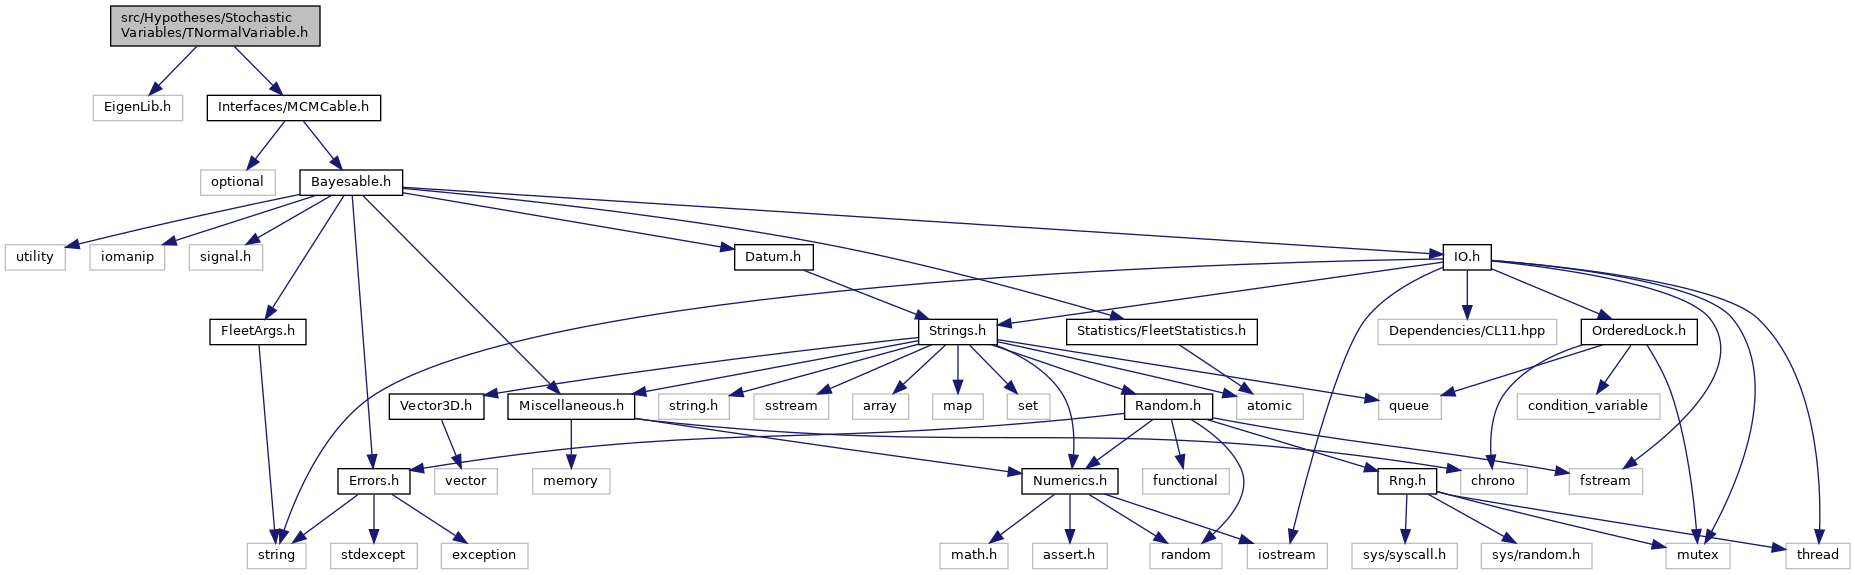 src/Hypotheses/Stochastic
Variables/TNormalVariable.h
EigenLib.h
Interfaces/MCMCable.h
optional
Bayesable.h
utility
iomanip
signal.h
Datum.h
IO.h
FleetArgs.h
Strings.h
Statistics/FleetStatistics.h
Dependencies/CL11.hpp
OrderedLock.h
Vector3D.h
Miscellaneous.h
string.h
sstream
array
map
set
Random.h
atomic
queue
condition_variable
Errors.h
vector
memory
Numerics.h
functional
Rng.h
chrono
fstream
string
stdexcept
exception
math.h
assert.h
random
iostream
sys/syscall.h
sys/random.h
mutex
thread